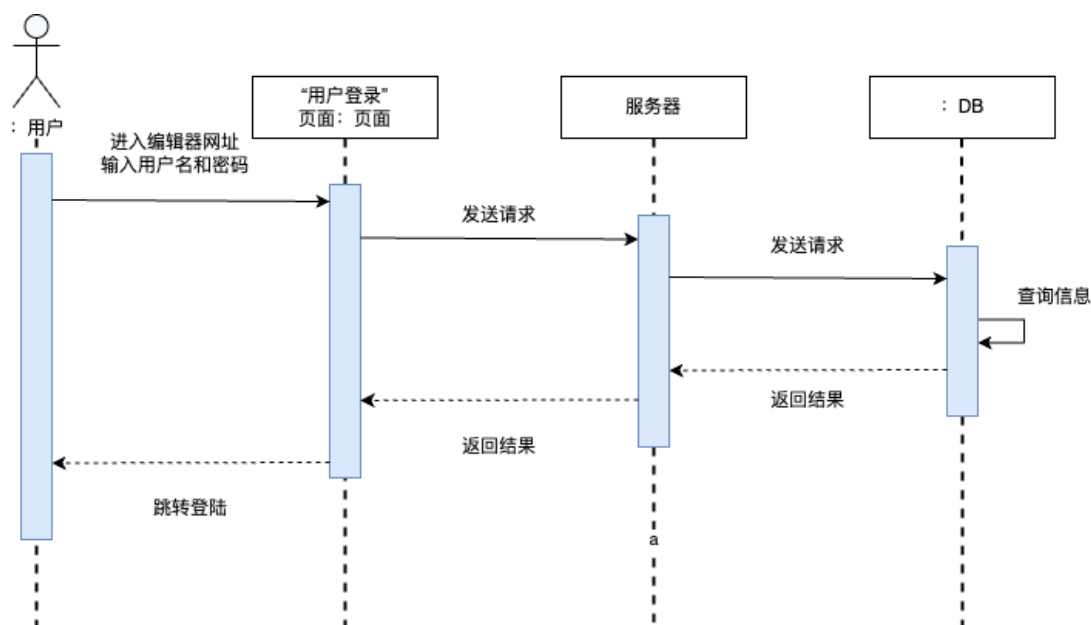 “用户登录”
页面：页面
服务器
：DB
：用户
进入编辑器网址
输入用户名和密码
发送请求
发送请求
查询信息
返回结果
返回结果
跳转登陆
a